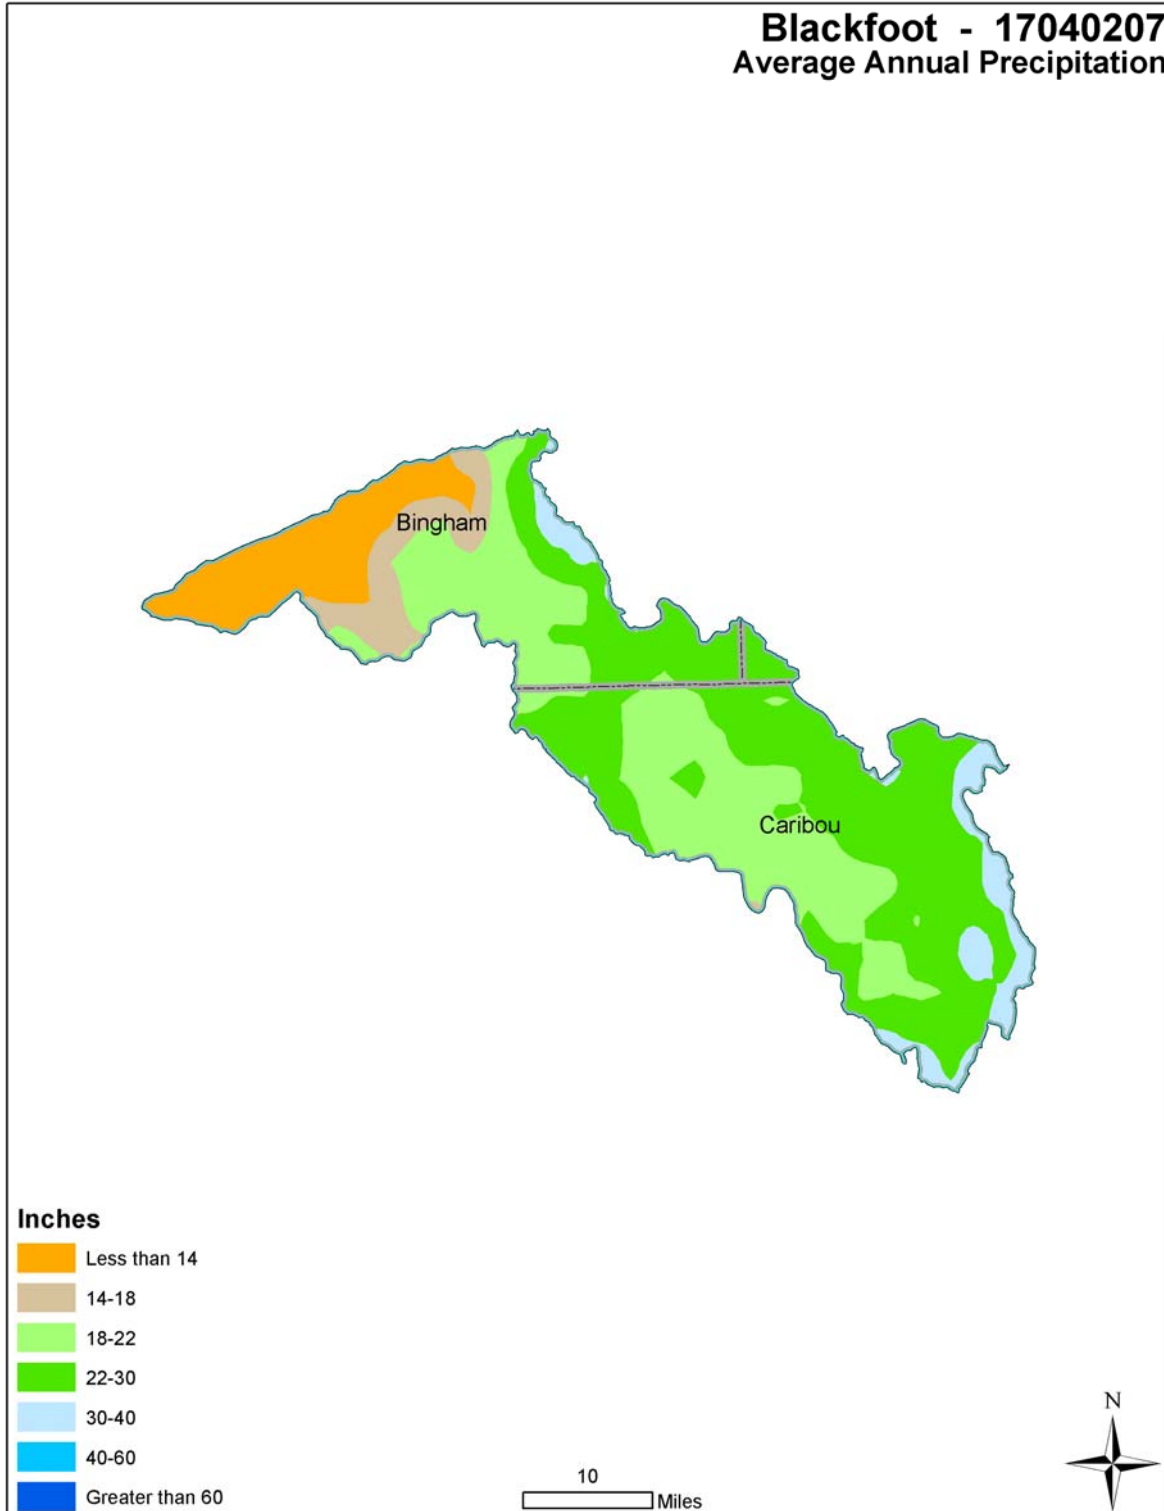 Blackfoot - 17040207
Average Annual Precipitation
Bingham
Caribou
Inches
Less than 14
14-18
18-22
22-30
30-40
40-60
Greater than 60
10
Miles
N